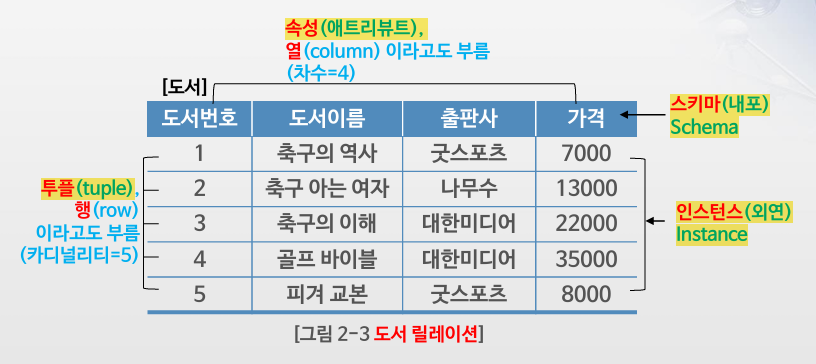 속성(애트리뷰트),
열(column) 이라고도 부름
(차수=4)
[도서]
도서번호 도서이름 출판사 가격
1 축구의 역사 굿스포츠 7000
2 축구 아는 여자 나무수 13000
3 축구의 이해 대한미디어 22000
4 골프 바이블 대한미디어 35000
5 피겨 교본 굿스포츠 8000
스키마(내포)
Schema
투플(tuple),
행(row)
이라고도 부름
(카디널리티=5)
인스턴스(외연)
Instance
[그림 2-3 도서 릴레이션]